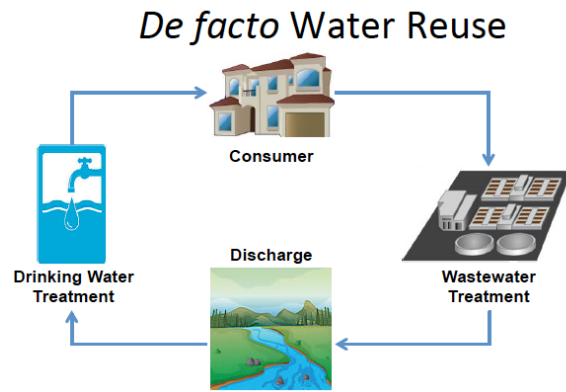 De facto Water Reuse
Consumer
Drinking Water
Treatment
Discharge
Wastewater
Treatment